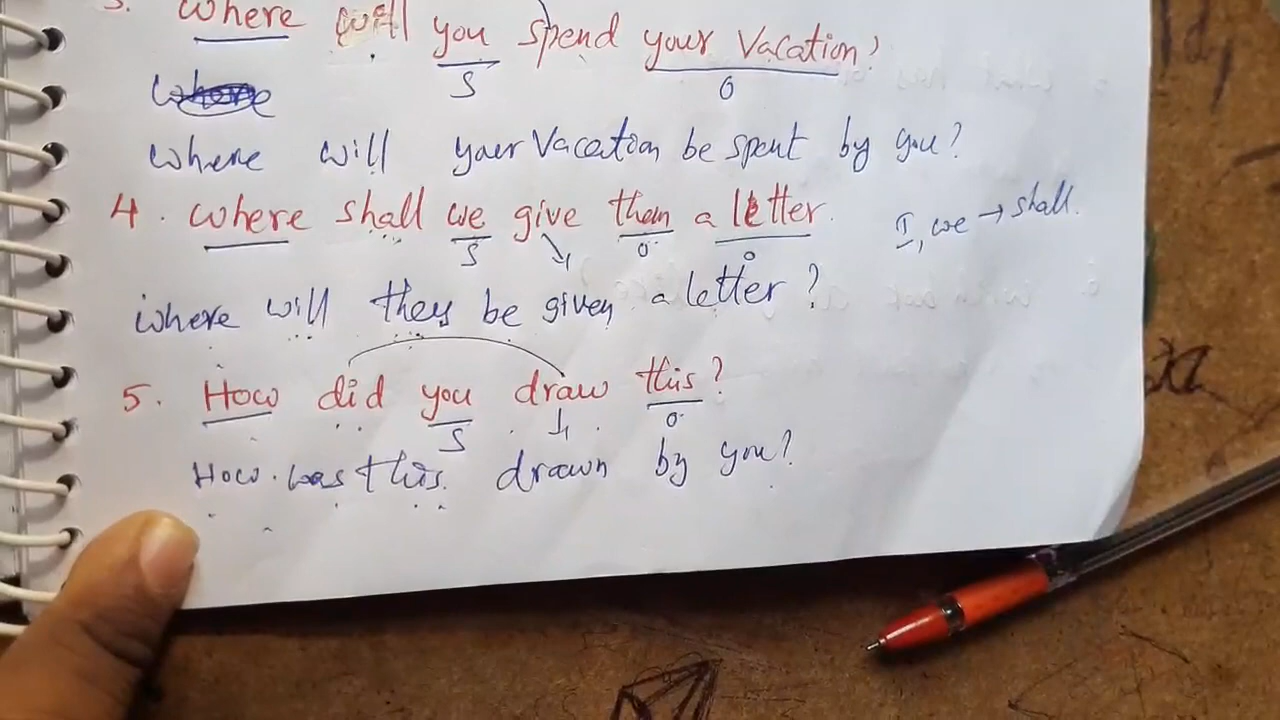 3. Where will you spend your Vacation?
S O
where
where will your Vacation be spent by you?
4. Where shall we give them a letter. I, we → shall.
S O O
where will they be given a letter?
5. How did you draw this?
S O
How was this drawn by you?